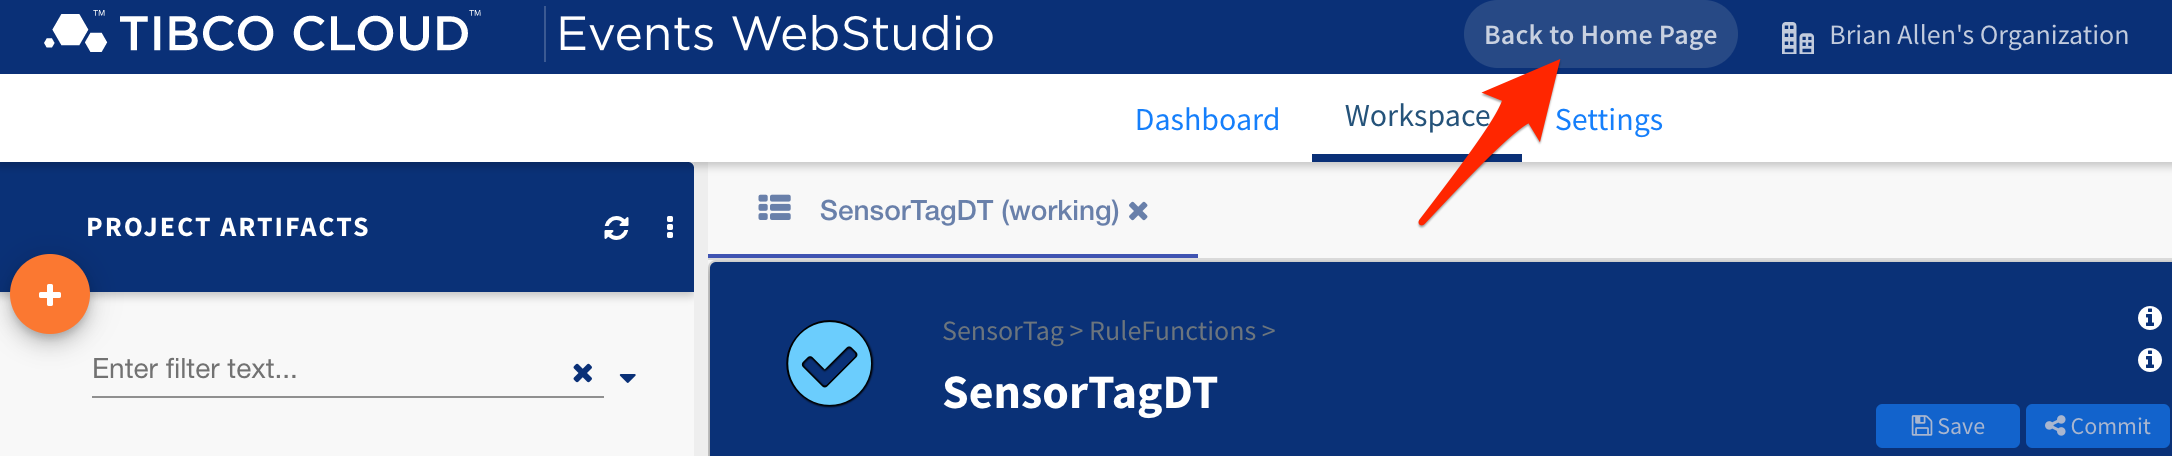 TIBCO CLOUD™ Events WebStudio Back to Home Page Brian Allen's Organization
Dashboard Workspace Settings
PROJECT ARTIFACTS
SensorTagDT (working)
Enter filter text...
SensorTag > RuleFunctions >
SensorTagDT
Save Commit